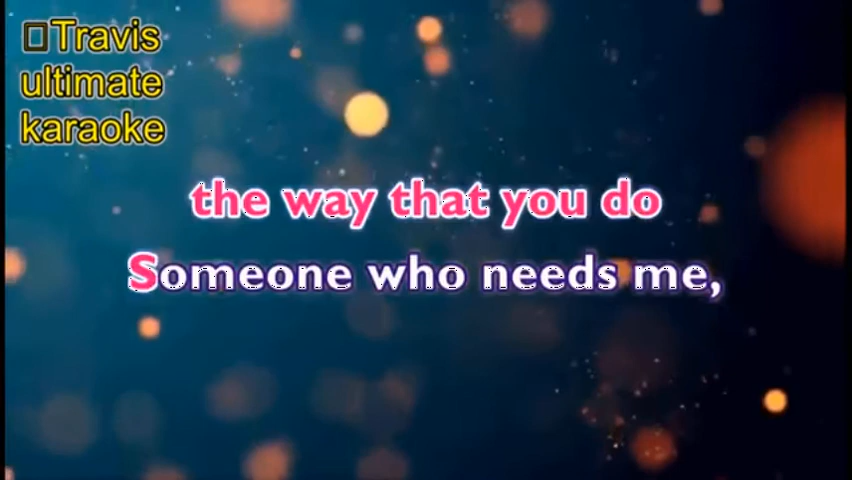 Travis
ultimate
karaoke
the way that you do
Someone who needs me,